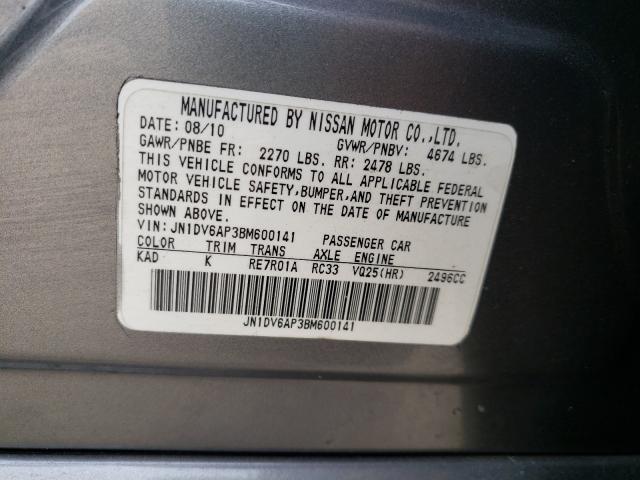 MANUFACTURED BY NISSAN MOTOR CO.,LTD.
DATE: 08/10 GVWR/PNBV: 4674 LBS.
GAWR/PNBE FR: 2270 LBS. RR: 2478 LBS.
THIS VEHICLE CONFORMS TO ALL APPLICABLE FEDERAL
MOTOR VEHICLE SAFETY,BUMPER,AND THEFT PREVENTION
STANDARDS IN EFFECT ON THE DATE OF MANUFACTURE
SHOWN ABOVE.
VIN: JN1DV6AP3BM600141 PASSENGER CAR
COLOR TRIM TRANS AXLE ENGINE
KAD K RE7R01A RC33 VQ25(HR) 2496CC
JN1DV6AP3BM600141